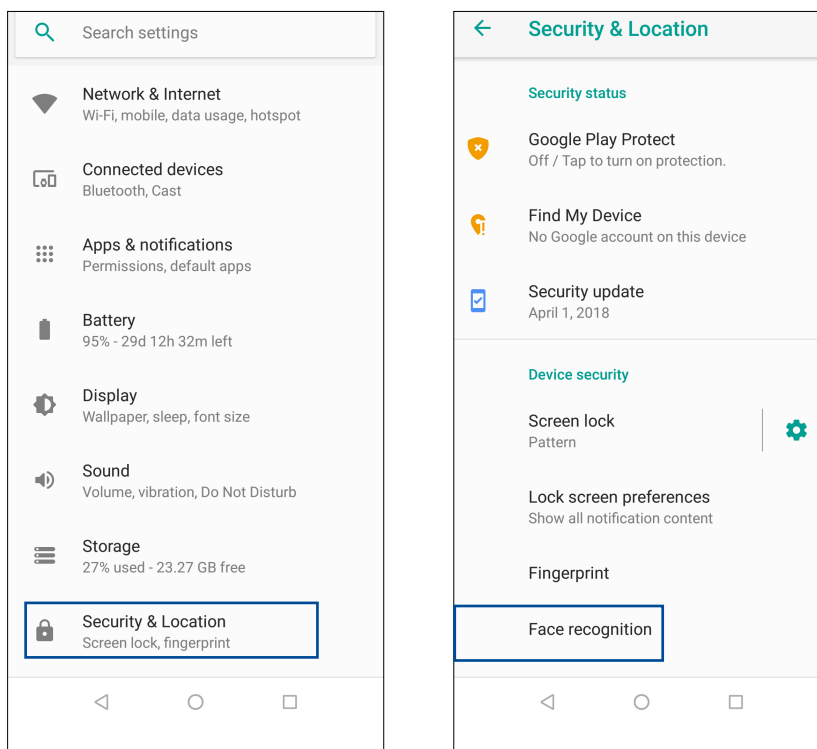 Search settings
Network & Internet
Wi-Fi, mobile, data usage, hotspot
Connected devices
Bluetooth, Cast
Apps & notifications
Permissions, default apps
Battery
95% - 29d 12h 32m left
Display
Wallpaper, sleep, font size
Sound
Volume, vibration, Do Not Disturb
Storage
27% used - 23.27 GB free
Security & Location
Screen lock, fingerprint
Security & Location
Security status
Google Play Protect
Off / Tap to turn on protection.
Find My Device
No Google account on this device
Security update
April 1, 2018
Device security
Screen lock
Pattern
Lock screen preferences
Show all notification content
Fingerprint
Face recognition